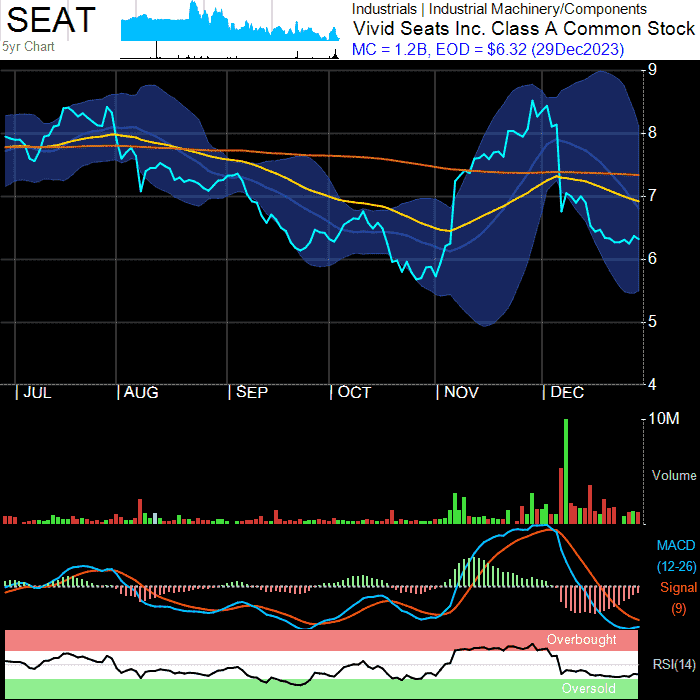 SEAT
5yr Chart
Industrials | Industrial Machinery/Components
Vivid Seats Inc. Class A Common Stock
MC = 1.2B, EOD = $6.32 (29Dec2023)
9
8
7
6
5
4
JUL
AUG
SEP
OCT
NOV
DEC
10M
Volume
MACD
(12-26)
Signal
(9)
Overbought
RSI(14)
Oversold